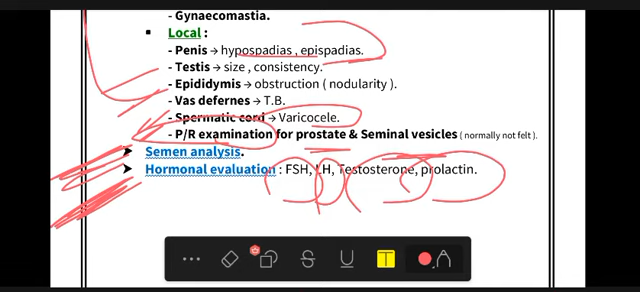 - Gynaecomastia.
▪ Local :
- Penis → hypospadias , epispadias.
- Testis → size , consistency.
- Epididymis → obstruction ( nodularity ).
- Vas defernes → T.B.
- Spermatic cord → Varicocele.
- P/R examination for prostate & Seminal vesicles ( normally not felt ).
➤ Semen analysis.
➤ Hormonal evaluation : FSH, LH, Testosterone, prolactin.